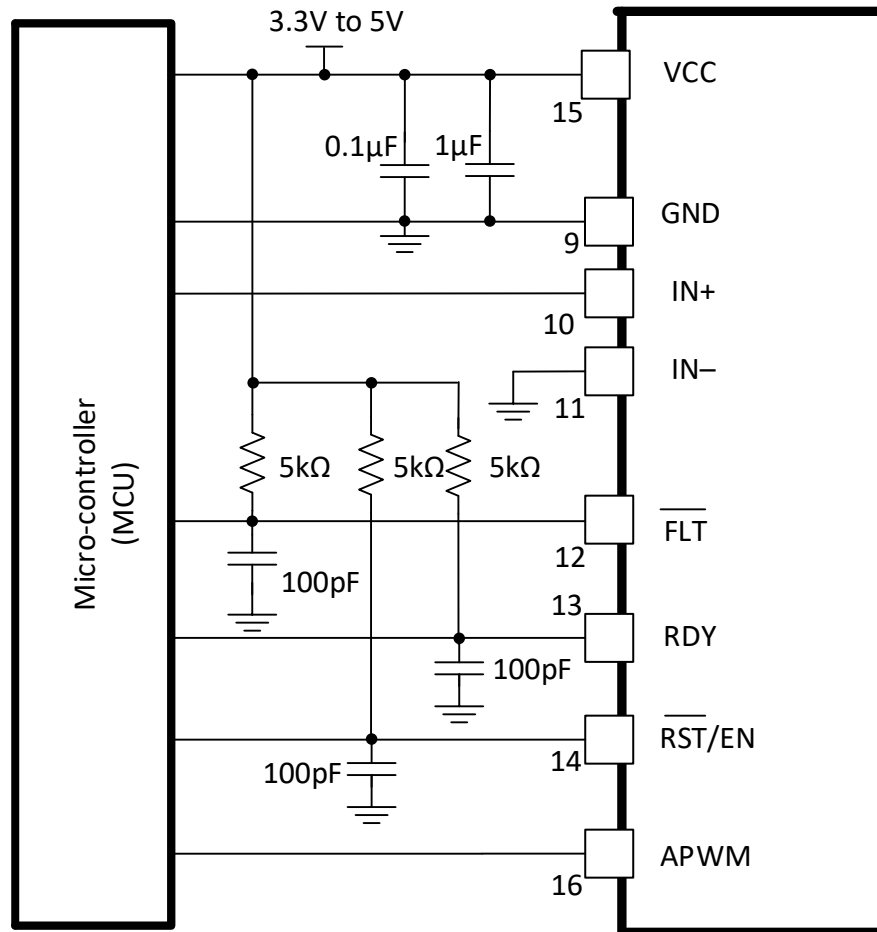 3.3V to 5V
VCC
15
0.1µF
1µF
GND
9
IN+
10
IN–
11
Micro-controller
(MCU)
5kΩ
5kΩ
5kΩ
FLT
12
100pF
13
RDY
100pF
RST/EN
14
100pF
APWM
16